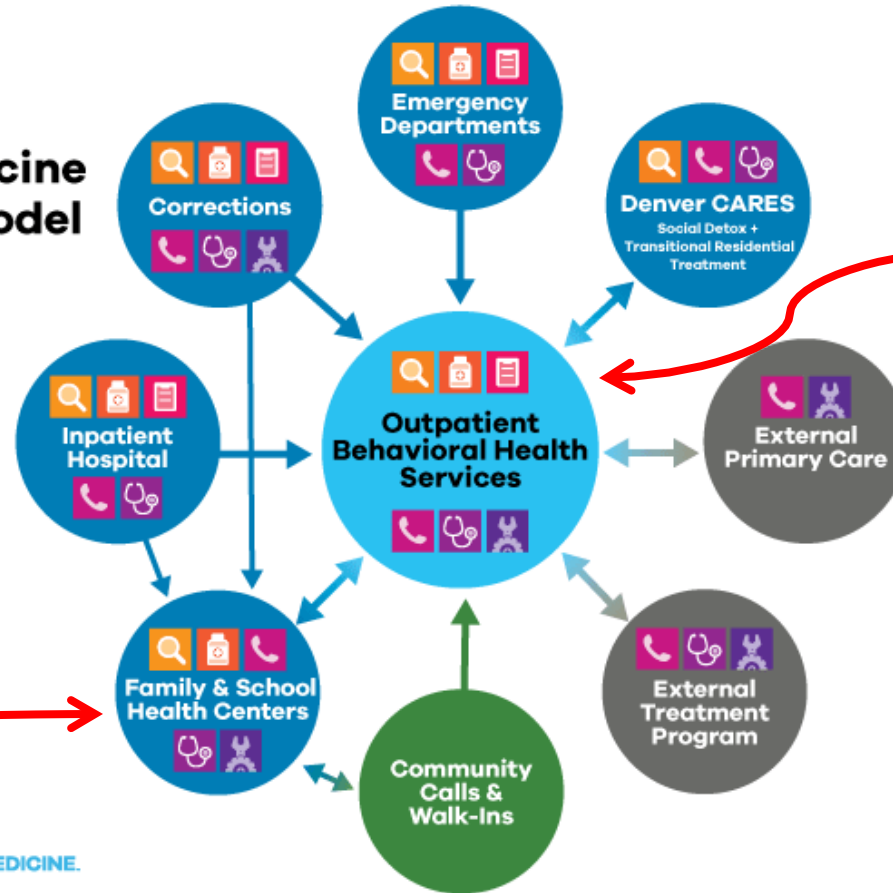 cine
odel
Emergency
Departments
Corrections
Denver CARES
Social Detox +
Transitional Residential
Treatment
Inpatient
Hospital
Outpatient
Behavioral Health
Services
External
Primary Care
Family & School
Health Centers
External
Treatment
Program
Community
Calls &
Walk-Ins
EDICINE.